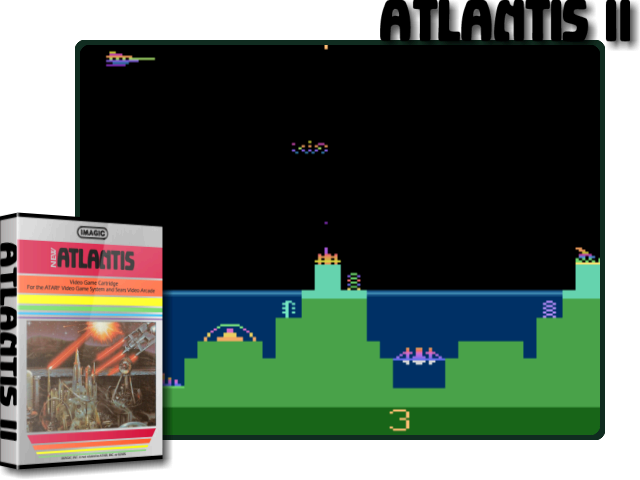 ATLANTIS II
IMAGIC
NEW ATLANTIS
Video Game Cartridge
For the ATARI® Video Game System and Sears Video Arcade
ATLANTIS II
3